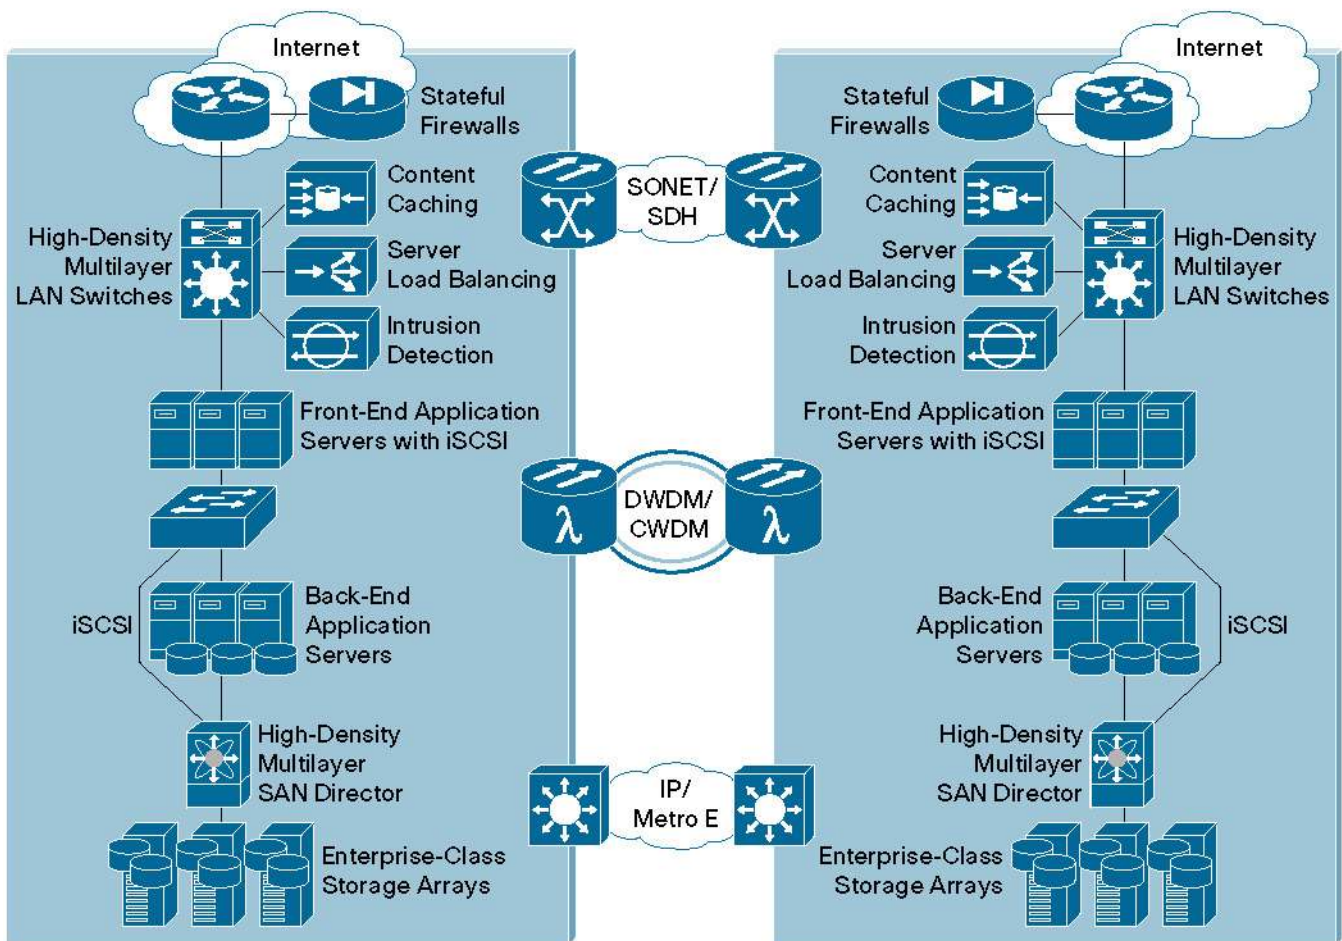 Internet
Stateful
Firewalls
Content
Caching
High-Density
Multilayer
LAN Switches
Server
Load Balancing
Intrusion
Detection
Front-End Application
Servers with iSCSI
iSCSI
Back-End
Application
Servers
High-Density
Multilayer
SAN Director
Enterprise-Class
Storage Arrays
SONET/
SDH
DWDM/
CWDM
λ
λ
IP/
Metro E
Internet
Stateful
Firewalls
Content
Caching
High-Density
Multilayer
LAN Switches
Server
Load Balancing
Intrusion
Detection
Front-End Application
Servers with iSCSI
Back-End
Application
Servers
iSCSI
High-Density
Multilayer
SAN Director
Enterprise-Class
Storage Arrays